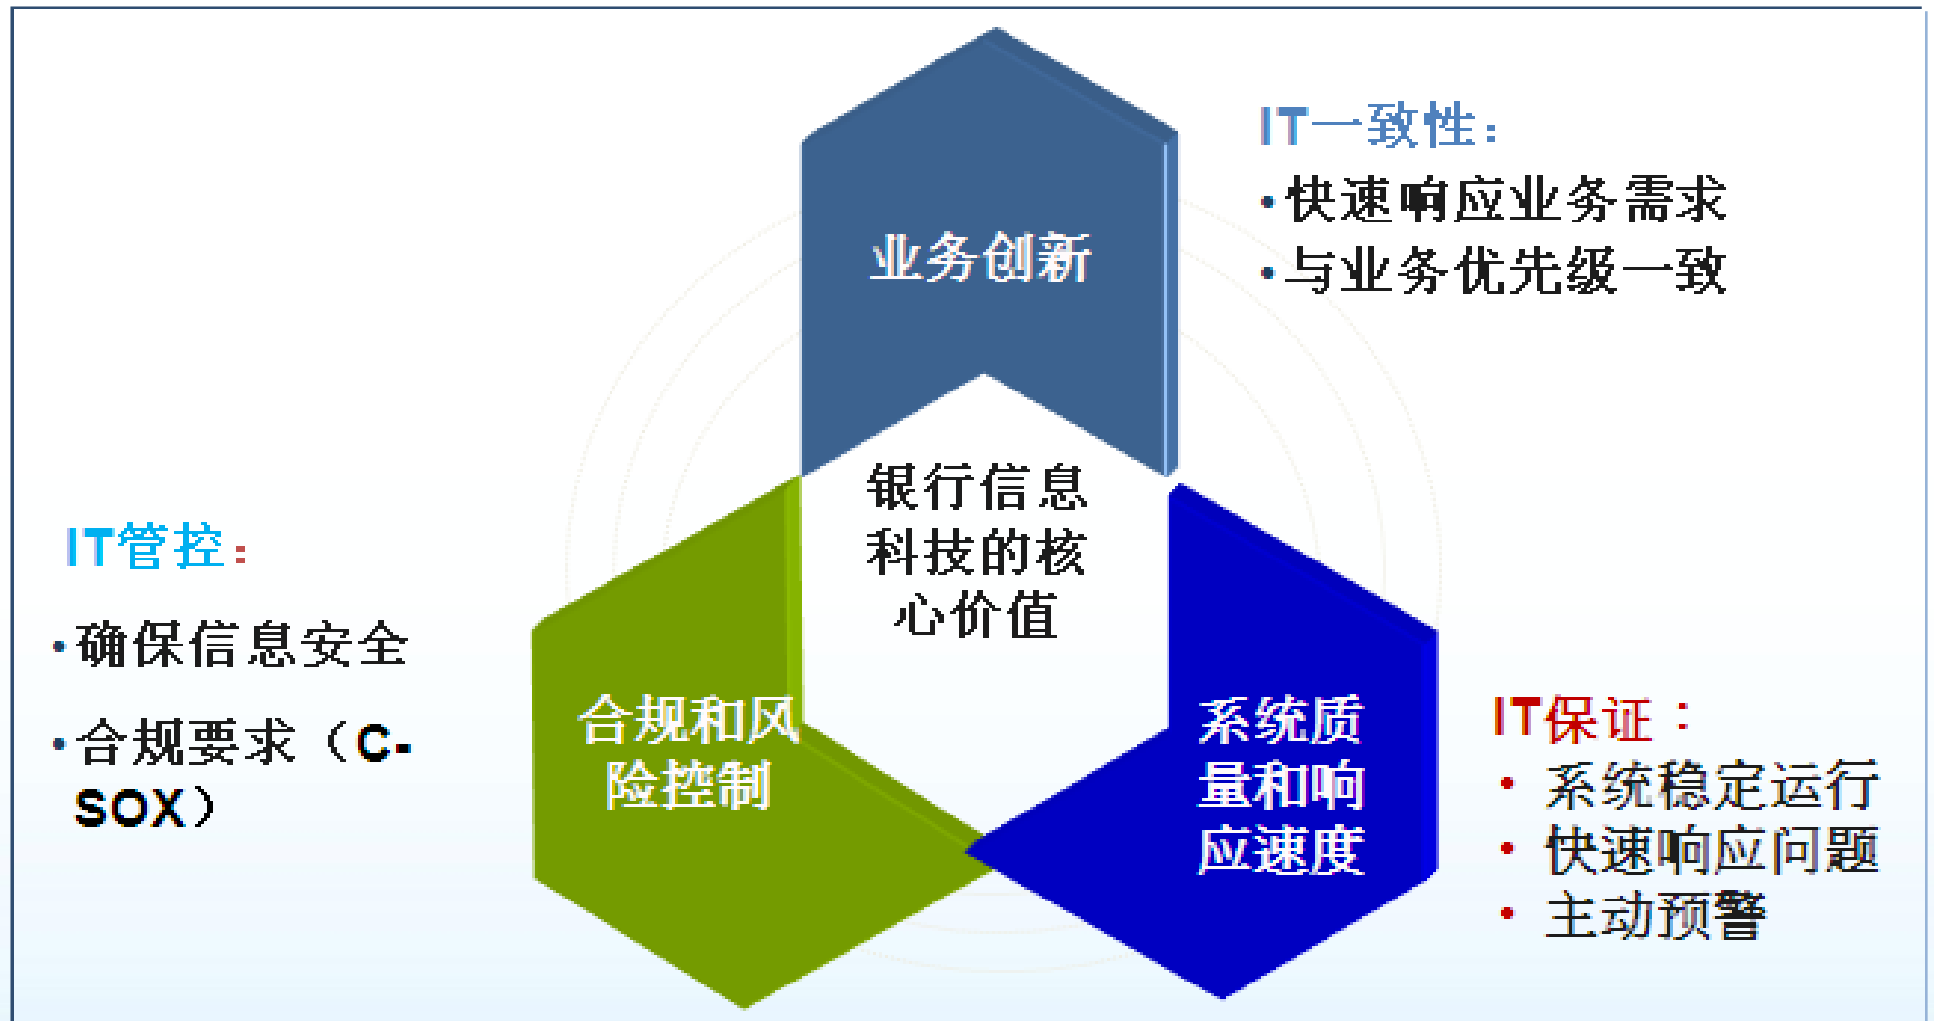 业务创新
IT一致性：
•快速响应业务需求
•与业务优先级一致
银行信息
科技的核
心价值
IT管控：
•确保信息安全
•合规要求（C-
SOX）
合规和风
险控制
系统质
量和响
应速度
IT保证：
• 系统稳定运行
• 快速响应问题
• 主动预警